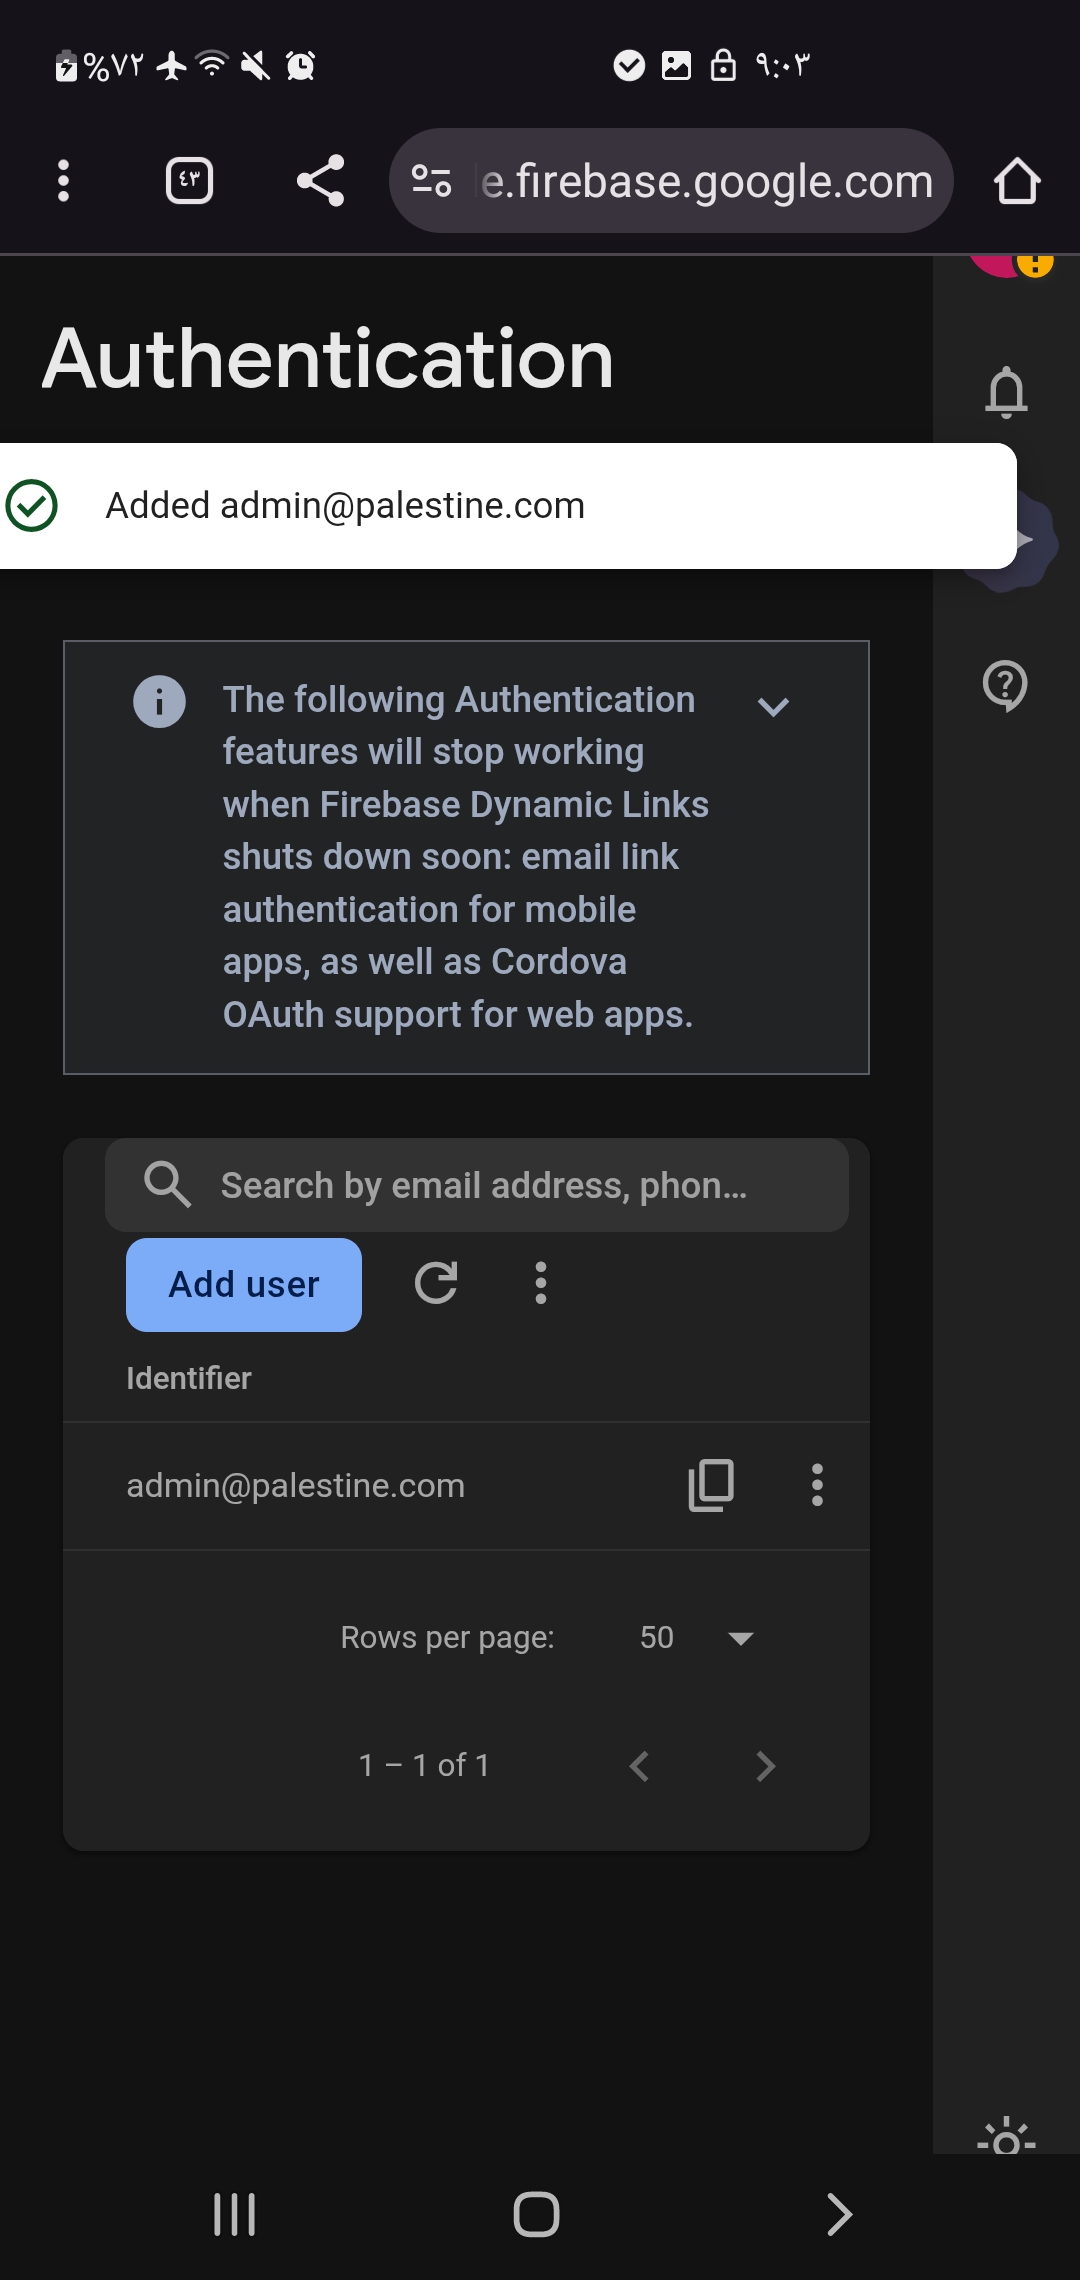 %٧٢
٩:٠٣
٤٣
e.firebase.google.com
Authentication
Added admin@palestine.com
The following Authentication
features will stop working
when Firebase Dynamic Links
shuts down soon: email link
authentication for mobile
apps, as well as Cordova
OAuth support for web apps.
Search by email address, phon...
Add user
Identifier
admin@palestine.com
Rows per page:
50
1 – 1 of 1